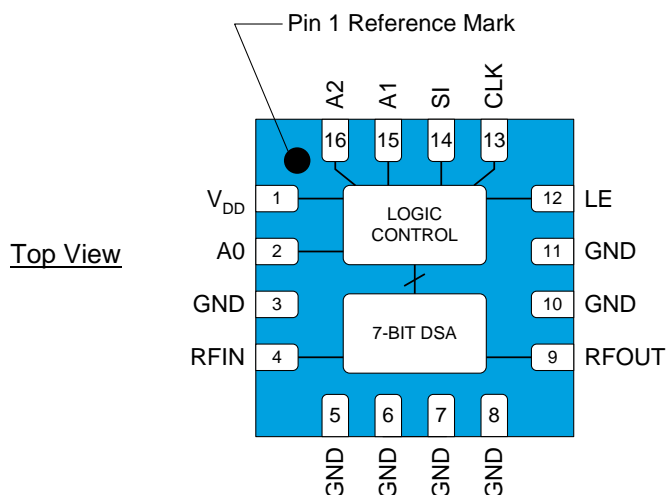 Pin 1 Reference Mark
A2
A1
SI
CLK
16
15
14
13
V_DD
1
LOGIC
CONTROL
12
LE
Top View
A0
2
11
GND
GND
3
10
GND
7-BIT DSA
RFIN
4
9
RFOUT
5
6
7
8
GND
GND
GND
GND